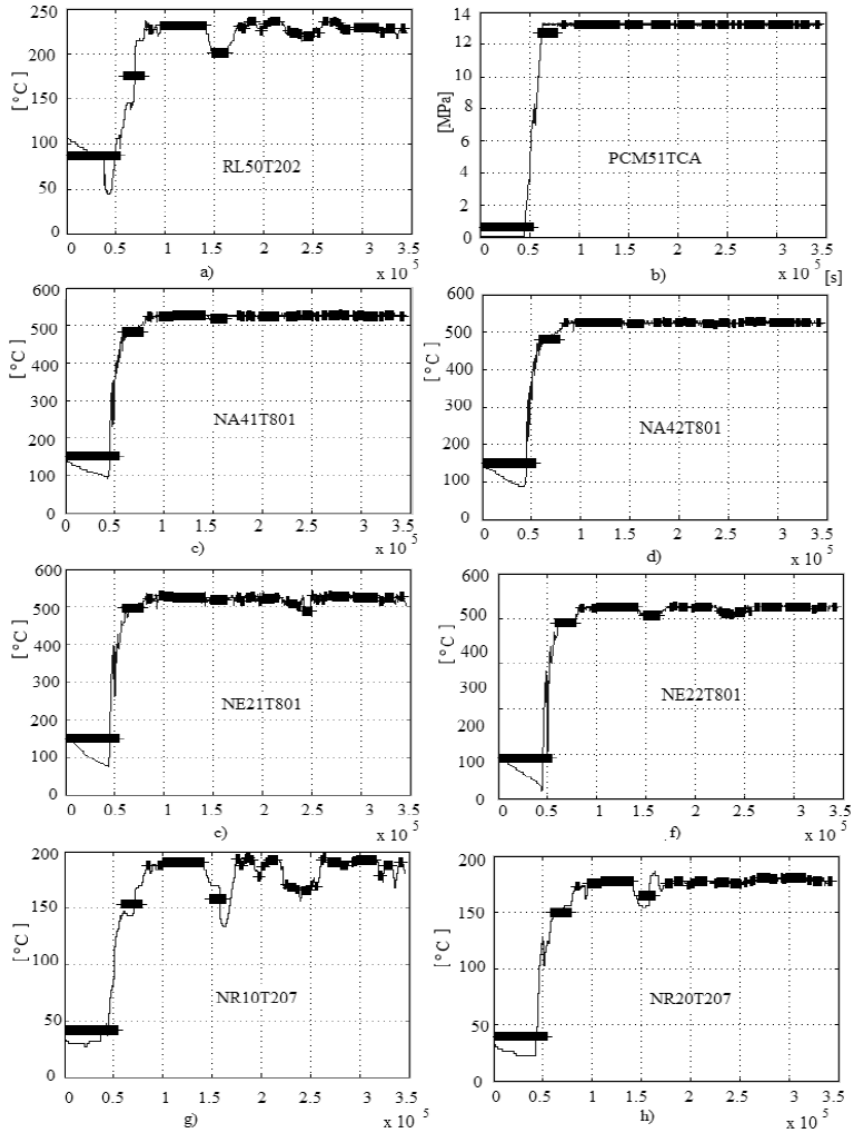 250
200
150
100
50
0
[°C]
RL50T202
0 0.5 1 1.5 2 2.5 3 3.5
a)
x 10 5
14
12
10
8
6
4
2
0
[MPa]
PCM51TCA
0 0.5 1 1.5 2 2.5 3 3.5
b)
x 10 5 [s]
600
500
400
300
200
100
0
[°C]
NA41T801
0 0.5 1 1.5 2 2.5 3 3.5
c)
x 10 5
600
500
400
300
200
100
0
[°C]
NA42T801
0 0.5 1 1.5 2 2.5 3 3.5
d)
x 10 5
600
500
400
300
200
100
0
[°C]
NE21T801
0 0.5 1 1.5 2 2.5 3 3.5
e)
x 10 5
600
500
400
300
200
100
0
[°C]
NE22T801
0 0.5 1 1.5 2 2.5 3 3.5
f)
x 10 5
200
150
200
50
0
[°C]
NR10T207
0 0.5 1 1.5 2 2.5 3 3.5
g)
x 10 5
200
150
100
50
0
[°C]
NR20T207
0 0.5 1 1.5 2 2.5 3 3.5
h)
x 10 5